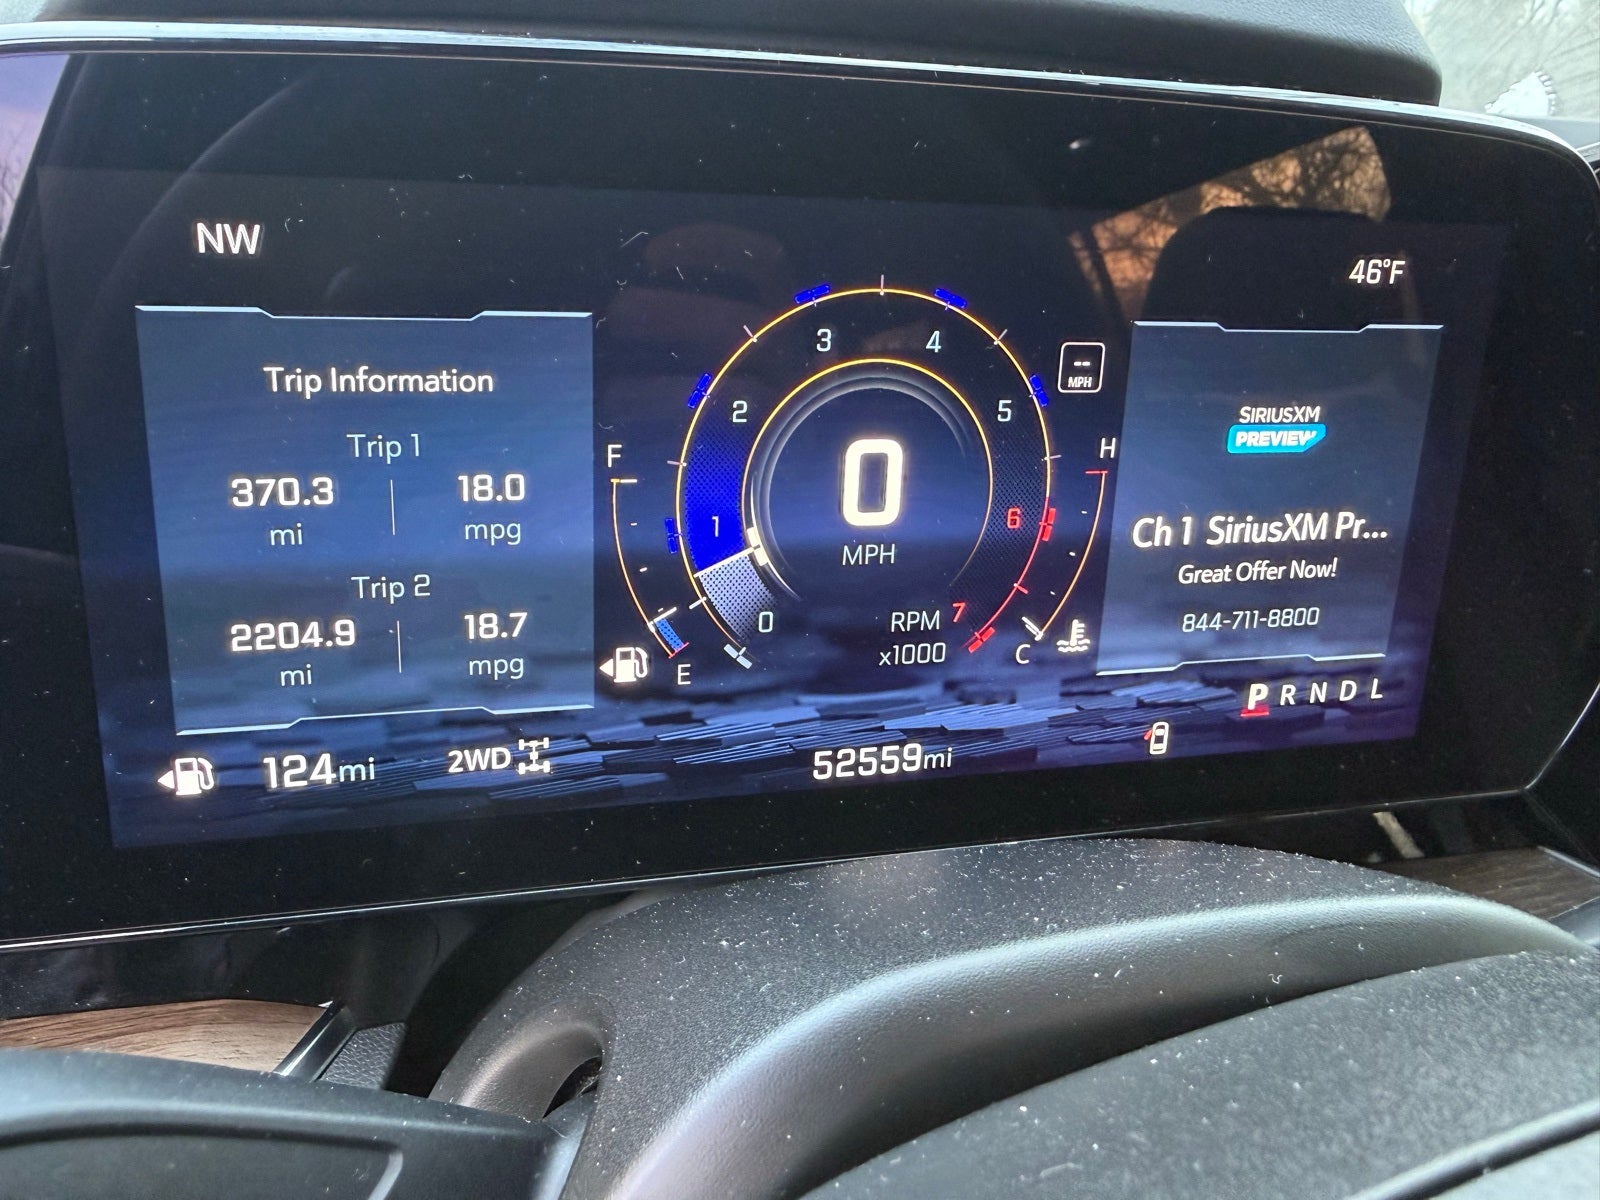 NW
46°F
Trip Information
Trip 1
370.3 18.0
mi mpg
Trip 2
2204.9 18.7
mi mpg
124mi
2WD
F
E
0
1
2
3
4
5
6
7
0
MPH
RPM
x1000
--
MPH
H
C
52559mi
SIRIUSXM
PREVIEW
Ch 1 SiriusXM Pr...
Great Offer Now!
844-711-8800
P R N D L